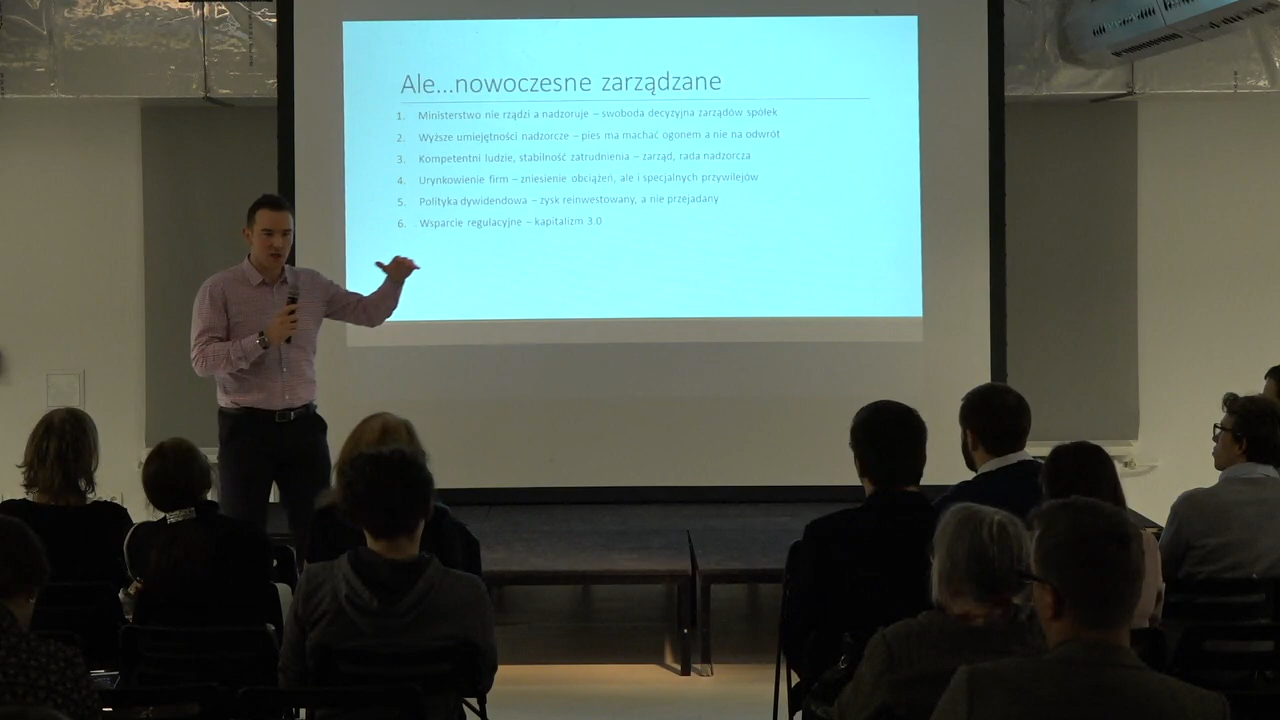 Ale...nowoczesne zarządzane
1. Ministerstwo nie rządzi a nadzoruje – swoboda decyzyjna zarządów spółek
2. Wyższe umiejętności nadzorcze – pies ma machać ogonem a nie na odwrót
3. Kompetentni ludzie, stabilność zatrudnienia – zarząd, rada nadzorcza
4. Urynkowienie firm – zniesienie obciążeń, ale i specjalnych przywilejów
5. Polityka dywidendowa – zysk reinwestowany, a nie przejadany
6. Wsparcie regulacyjne – kapitalizm 3.0